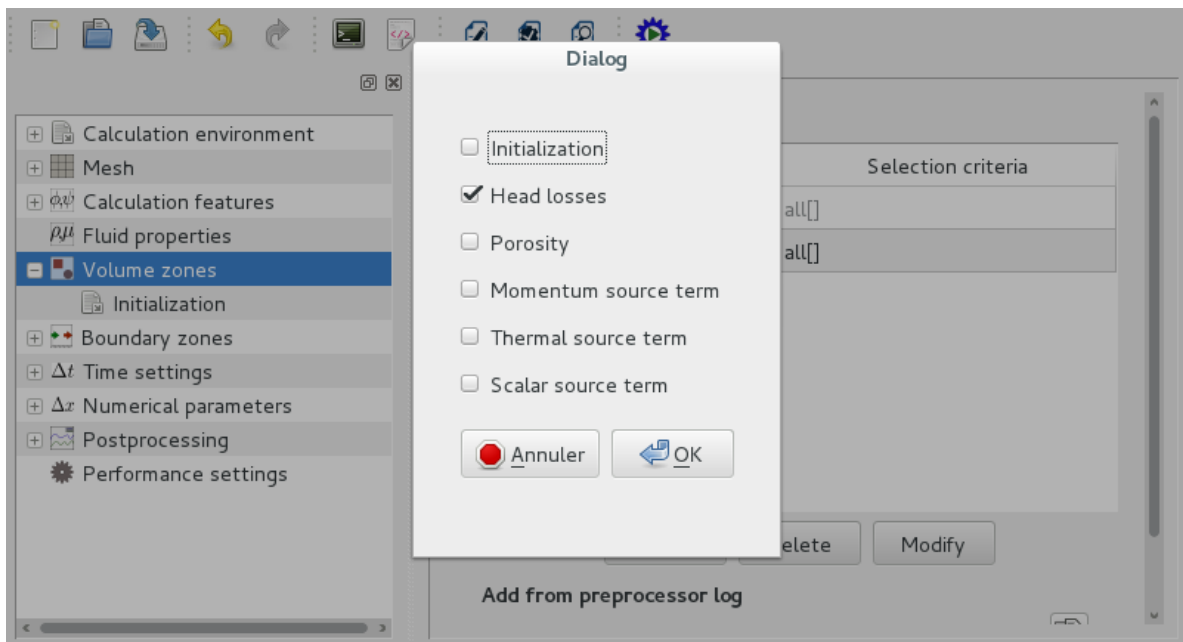 Dialog
Initialization
Head losses
Porosity
Momentum source term
Thermal source term
Scalar source term
Annuler
OK
Calculation environment
Mesh
Calculation features
Fluid properties
Volume zones
Initialization
Boundary zones
Δt Time settings
Δx Numerical parameters
Postprocessing
Performance settings
Selection criteria
all[]
all[]
elete
Modify
Add from preprocessor log